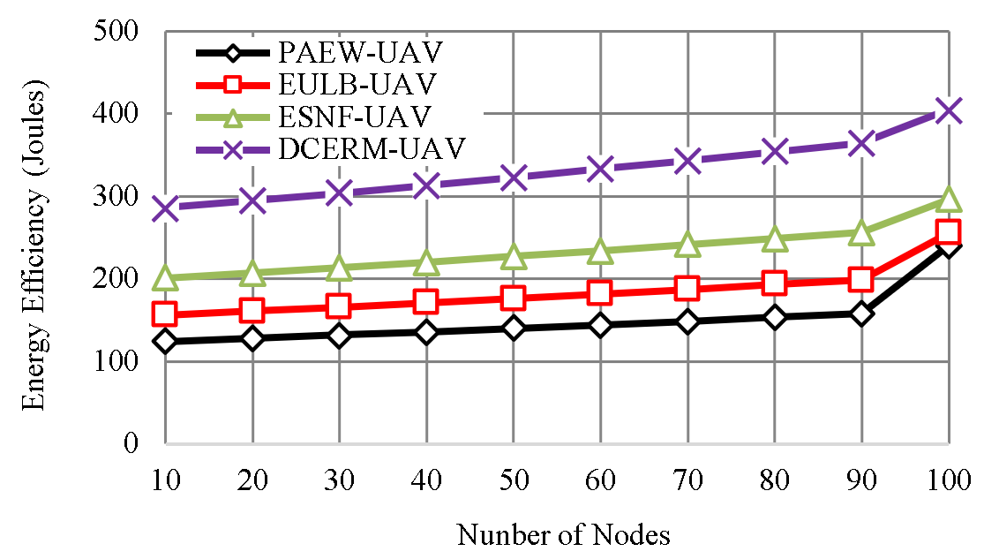 500
400
300
200
100
0
Energy Efficiency (Joules)
PAEW-UAV
EULB-UAV
ESNF-UAV
DCERM-UAV
10 20 30 40 50 60 70 80 90 100
Nunber of Nodes